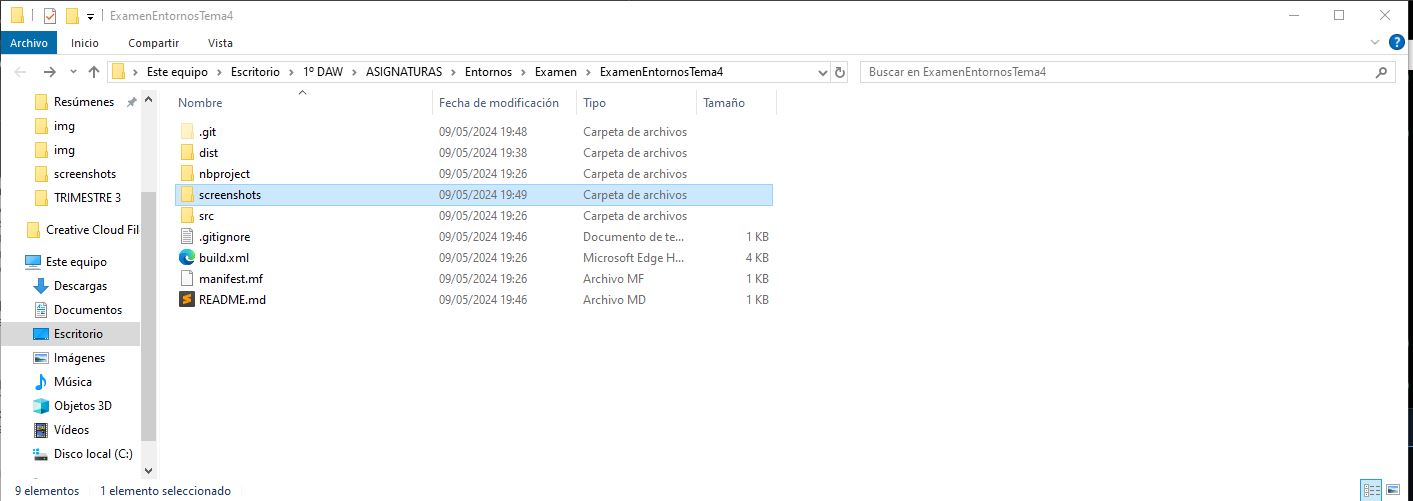 ExamenEntornosTema4
Archivo Inicio Compartir Vista
Este equipo Escritorio 1º DAW ASIGNATURAS Entornos Examen ExamenEntornosTema4 Buscar en ExamenEntornosTema4
Resúmenes
img
img
screenshots
TRIMESTRE 3
Creative Cloud Fil
Este equipo
Descargas
Documentos
Escritorio
Imágenes
Música
Objetos 3D
Vídeos
Disco local (C:)
Nombre Fecha de modificación Tipo Tamaño
.git 09/05/2024 19:48 Carpeta de archivos
dist 09/05/2024 19:38 Carpeta de archivos
nbproject 09/05/2024 19:26 Carpeta de archivos
screenshots 09/05/2024 19:49 Carpeta de archivos
src 09/05/2024 19:26 Carpeta de archivos
.gitignore 09/05/2024 19:46 Documento de te... 1 KB
build.xml 09/05/2024 19:26 Microsoft Edge H... 4 KB
manifest.mf 09/05/2024 19:26 Archivo MF 1 KB
README.md 09/05/2024 19:46 Archivo MD 1 KB
9 elementos 1 elemento seleccionado